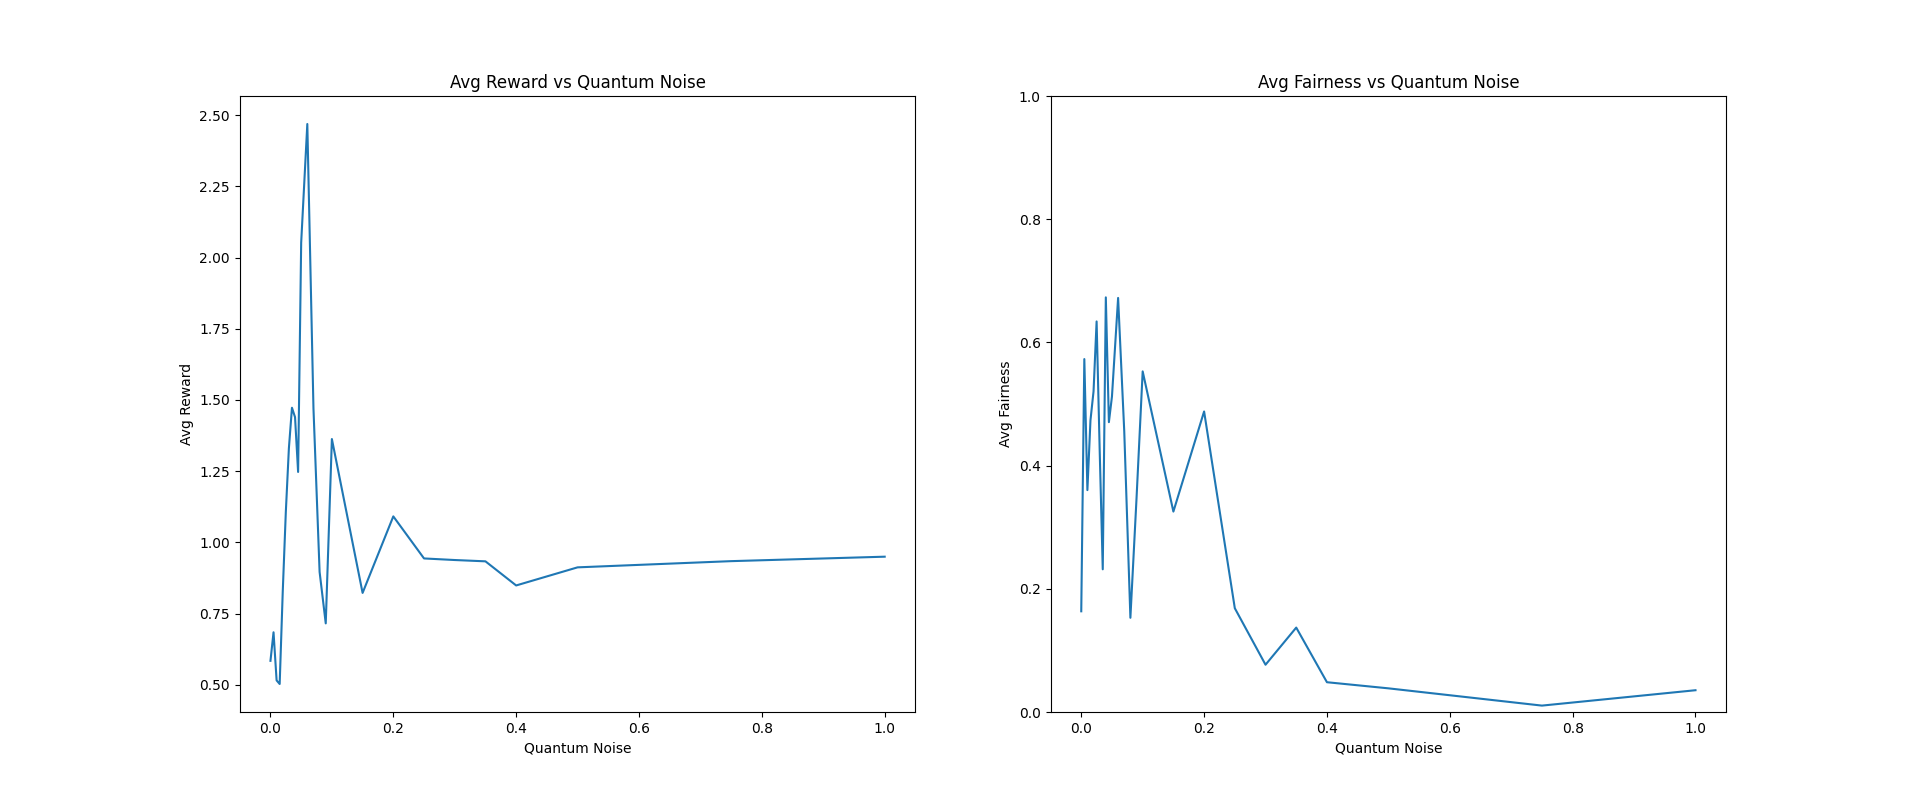 Avg Reward vs Quantum Noise
2.50
2.25
2.00
1.75
1.50
1.25
1.00
0.75
0.50
Avg Reward
0.0 0.2 0.4 0.6 0.8 1.0
Quantum Noise
Avg Fairness vs Quantum Noise
1.0
0.8
0.6
0.4
0.2
0.0
Avg Fairness
0.0 0.2 0.4 0.6 0.8 1.0
Quantum Noise